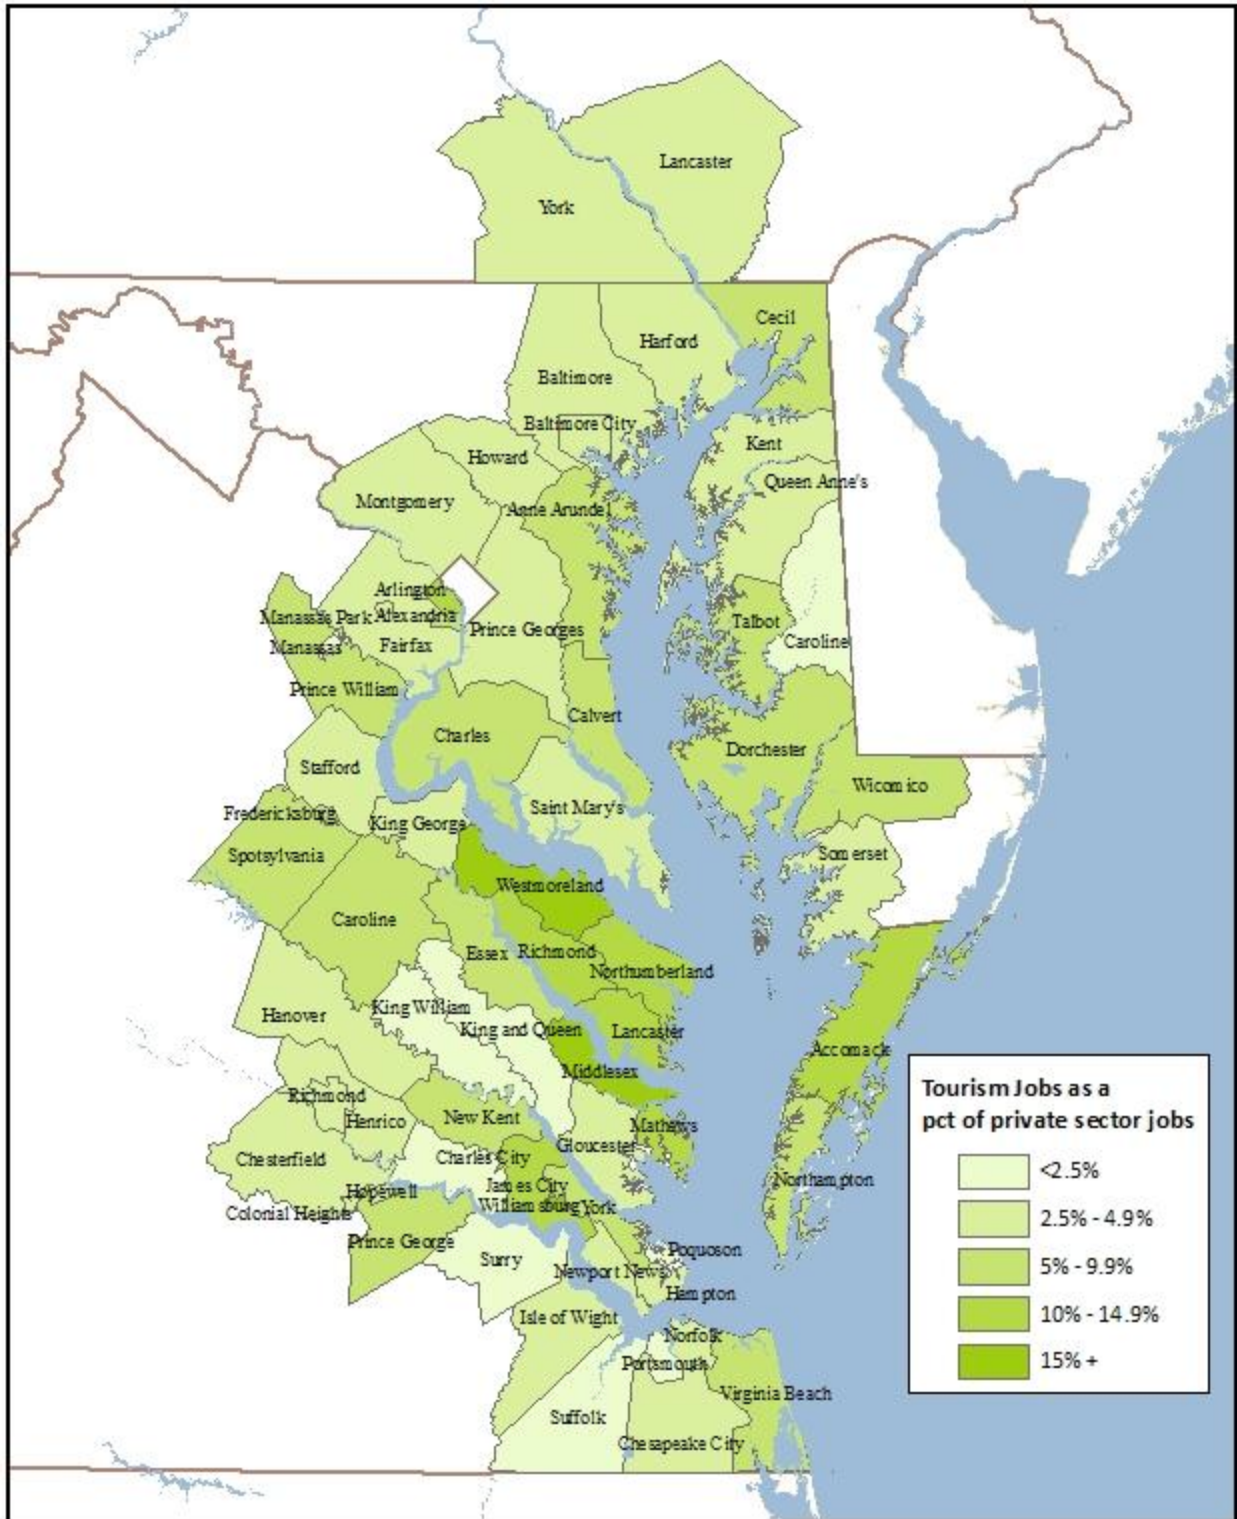 Lancaster
York
Cecil
Harford
Baltimore
Baltimore City
Kent
Howard
Queen Anne's
Montgomery
Anne Arundel
Arlington
Manassas Park
Alexandria
Talbot
Prince Georges
Caroline
Manassas
Fairfax
Prince William
Calvert
Charles
Dorchester
Stafford
Wicomico
Saint Mary's
Fredericksburg
King George
Spotsylvania
Somerset
Westmoreland
Caroline
Essex
Richmond
Northumberland
King William
Hanover
King and Queen
Lancaster
Accomack
Middlesex
Richmond
New Kent
Henrico
Mathews
Gloucester
Chesterfield
Charles City
James City
Northampton
Hopewell
Williamsburg
York
Colonial Heights
Prince George
Poquoson
Surry
Newport News
Hampton
Isle of Wight
Norfolk
Portsmouth
Virginia Beach
Suffolk
Chesapeake City
Tourism Jobs as a
pct of private sector jobs
<2.5%
2.5% - 4.9%
5% - 9.9%
10% - 14.9%
15% +